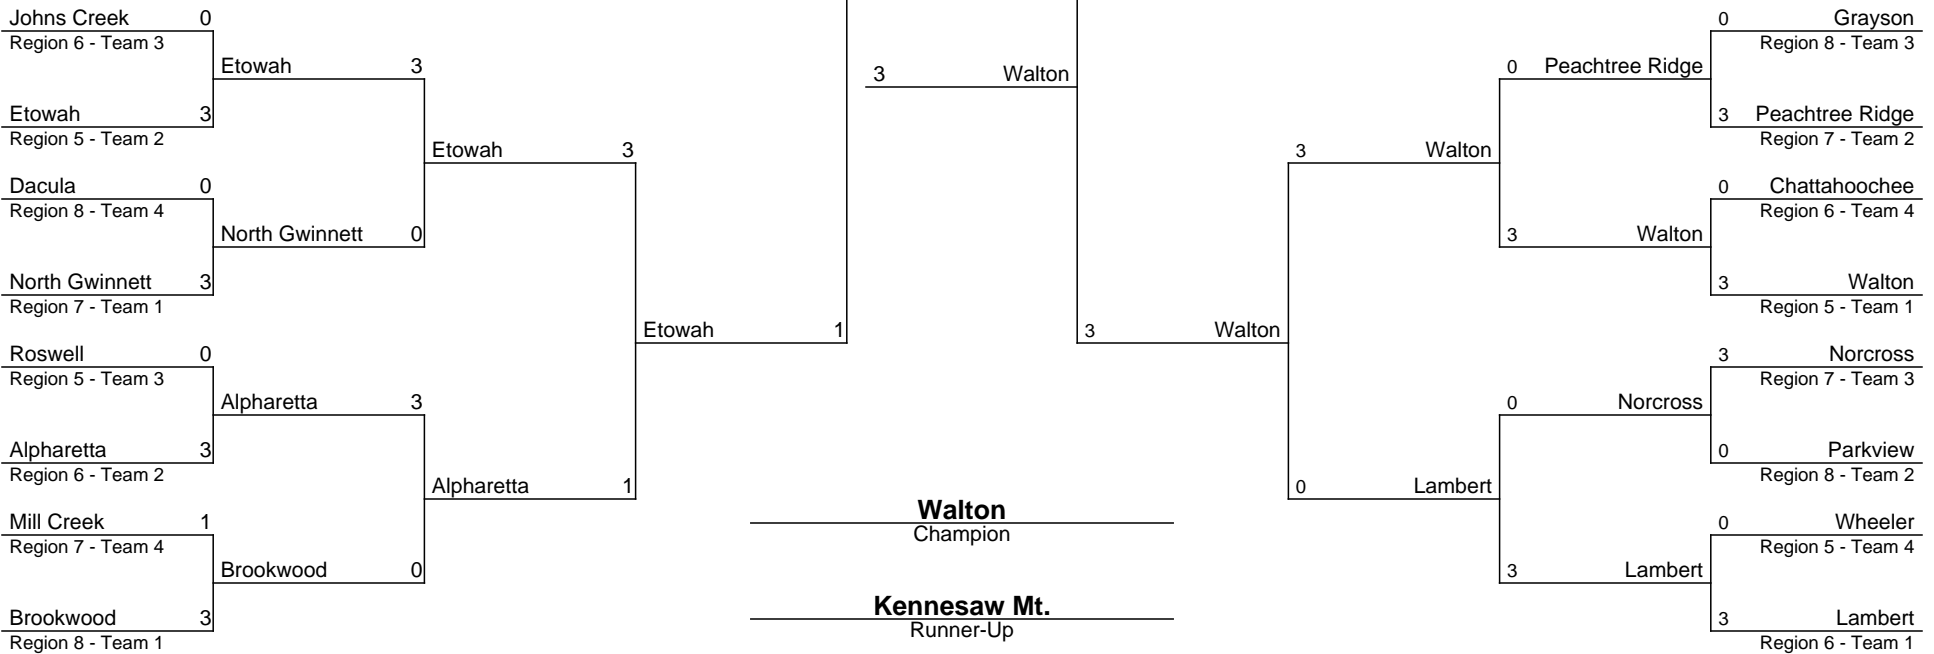 Johns Creek 0
Region 6 - Team 3
Etowah 3
Etowah 3
Region 5 - Team 2
Etowah 3
Dacula 0
Region 8 - Team 4
North Gwinnett 0
North Gwinnett 3
Region 7 - Team 1
Etowah 1
Roswell 0
Region 5 - Team 3
Alpharetta 3
Alpharetta 3
Region 6 - Team 2
Alpharetta 1
Mill Creek 1
Region 7 - Team 4
Brookwood 0
Brookwood 3
Region 8 - Team 1
3 Walton
Walton
Champion
Kennesaw Mt.
Runner-Up
0 Grayson
Region 8 - Team 3
0 Peachtree Ridge
3 Peachtree Ridge
Region 7 - Team 2
3 Walton
0 Chattahoochee
Region 6 - Team 4
3 Walton
3 Walton
Region 5 - Team 1
3 Walton
3 Norcross
Region 7 - Team 3
0 Norcross
0 Parkview
Region 8 - Team 2
0 Lambert
0 Wheeler
Region 5 - Team 4
3 Lambert
3 Lambert
Region 6 - Team 1